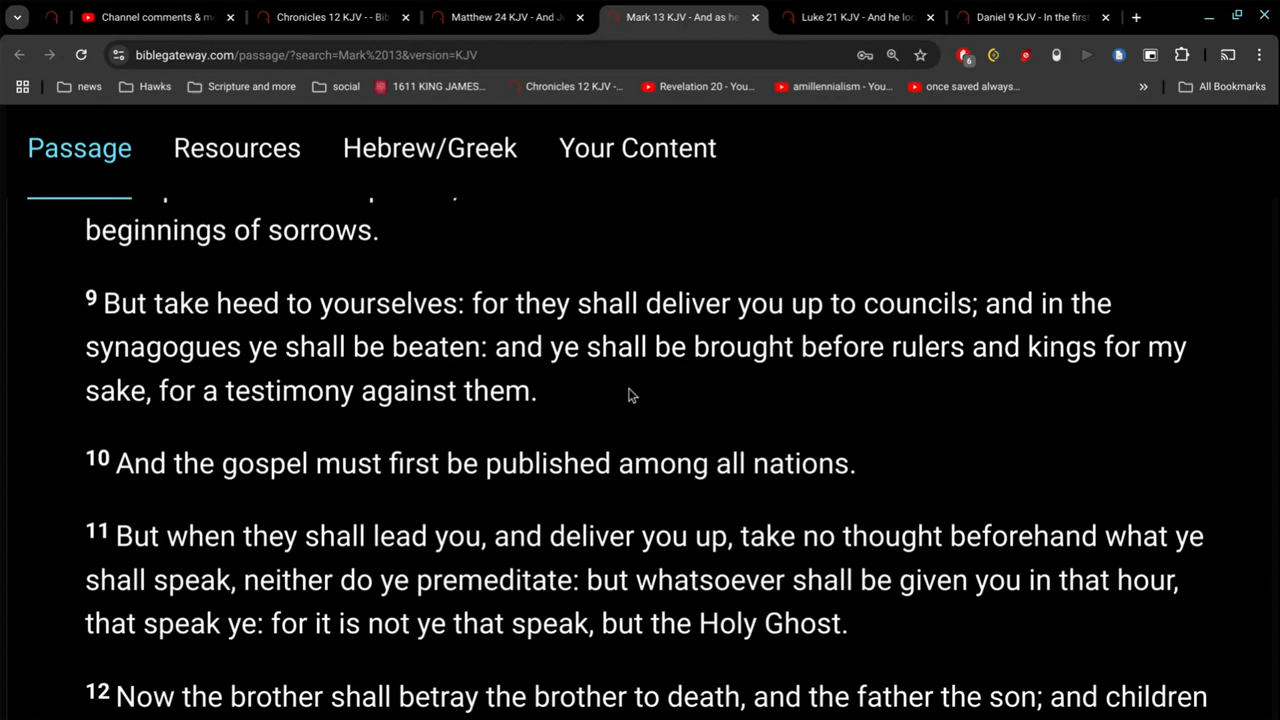 Channel comments & m
Chronicles 12 KJV - - Bib
Matthew 24 KJV - And J
Mark 13 KJV - And as he
Luke 21 KJV - And he loo
Daniel 9 KJV - In the first
biblegateway.com/passage/?search=Mark%2013&version=KJV
6
news
Hawks
Scripture and more
social
1611 KING JAMES...
Chronicles 12 KJV -...
Revelation 20 - You...
amillennialism - You...
once saved always...
All Bookmarks
Passage
Resources
Hebrew/Greek
Your Content
beginnings of sorrows.
9 But take heed to yourselves: for they shall deliver you up to councils; and in the
synagogues ye shall be beaten: and ye shall be brought before rulers and kings for my
sake, for a testimony against them.
10 And the gospel must first be published among all nations.
11 But when they shall lead you, and deliver you up, take no thought beforehand what ye
shall speak, neither do ye premeditate: but whatsoever shall be given you in that hour,
that speak ye: for it is not ye that speak, but the Holy Ghost.
12 Now the brother shall betray the brother to death, and the father the son; and children